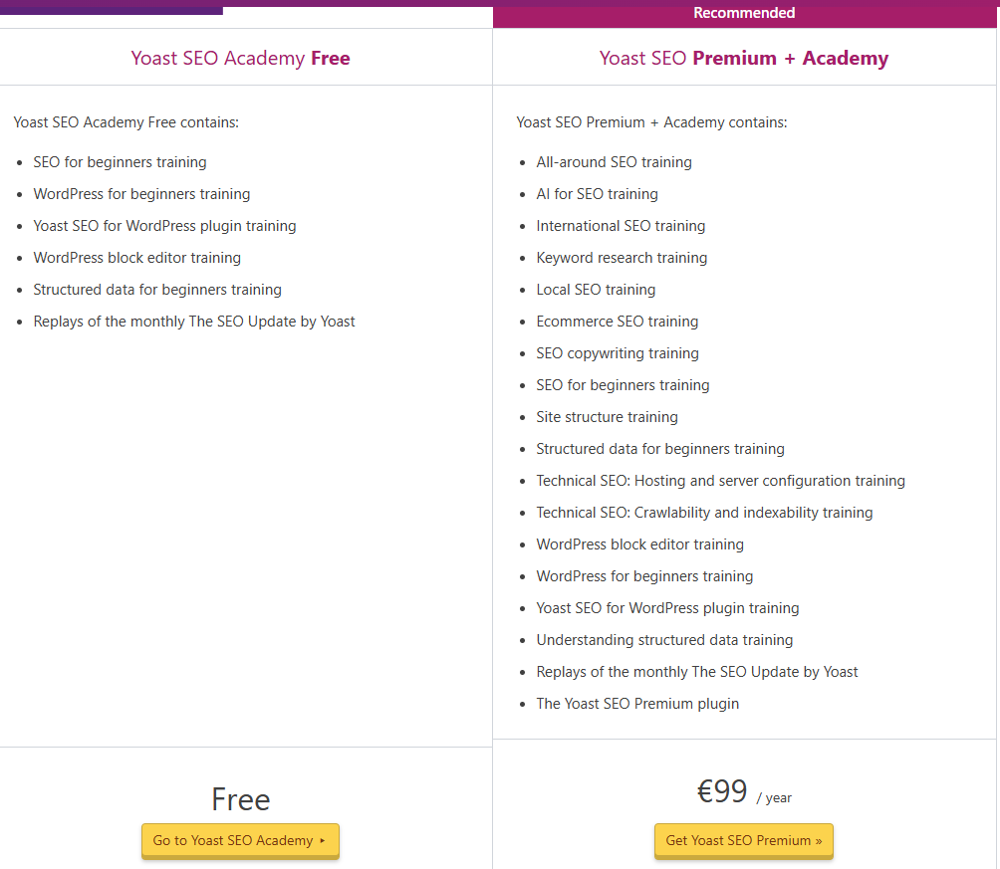 Recommended
Yoast SEO Academy Free
Yoast SEO Academy Free contains:
SEO for beginners training
WordPress for beginners training
Yoast SEO for WordPress plugin training
WordPress block editor training
Structured data for beginners training
Replays of the monthly The SEO Update by Yoast
Free
Go to Yoast SEO Academy ▸
Yoast SEO Premium + Academy
Yoast SEO Premium + Academy contains:
All-around SEO training
AI for SEO training
International SEO training
Keyword research training
Local SEO training
Ecommerce SEO training
SEO copywriting training
SEO for beginners training
Site structure training
Structured data for beginners training
Technical SEO: Hosting and server configuration training
Technical SEO: Crawlability and indexability training
WordPress block editor training
WordPress for beginners training
Yoast SEO for WordPress plugin training
Understanding structured data training
Replays of the monthly The SEO Update by Yoast
The Yoast SEO Premium plugin
€99 / year
Get Yoast SEO Premium »